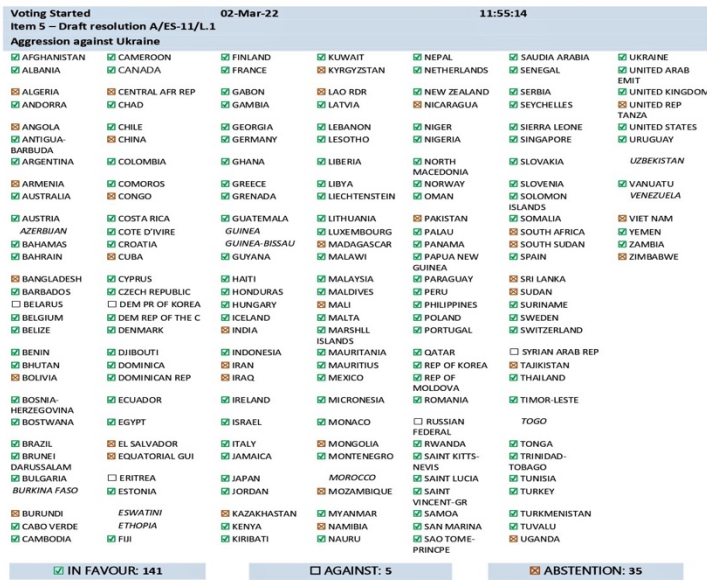 Voting Started 02-Mar-22 11:55:14
Item 5 – Draft resolution A/ES-11/L.1
Aggression against Ukraine
☑ AFGHANISTAN ☑ CAMEROON ☑ FINLAND ☑ KUWAIT ☑ NEPAL ☑ SAUDIA ARABIA ☑ UKRAINE
☑ ALBANIA ☑ CANADA ☑ FRANCE ☒ KYRGYZSTAN ☑ NETHERLANDS ☑ SENEGAL ☑ UNITED ARAB
EMIT
☒ ALGERIA ☒ CENTRAL AFR REP ☑ GABON ☒ LAO RDR ☑ NEW ZEALAND ☑ SERBIA ☑ UNITED KINGDOM
☑ ANDORRA ☑ CHAD ☑ GAMBIA ☑ LATVIA ☒ NICARAGUA ☑ SEYCHELLES ☒ UNITED REP
TANZA
☒ ANGOLA ☑ CHILE ☑ GEORGIA ☑ LEBANON ☑ NIGER ☑ SIERRA LEONE ☑ UNITED STATES
☑ ANTIGUA- ☒ CHINA ☑ GERMANY ☑ LESOTHO ☑ NIGERIA ☑ SINGAPORE ☑ URUGUAY
BARBUDA
☑ ARGENTINA ☑ COLOMBIA ☑ GHANA ☑ LIBERIA ☑ NORTH ☑ SLOVAKIA UZBEKISTAN
MACEDONIA
☒ ARMENIA ☑ COMOROS ☑ GREECE ☑ LIBYA ☑ NORWAY ☑ SLOVENIA ☑ VANUATU
☑ AUSTRALIA ☒ CONGO ☑ GRENADA ☑ LIECHTENSTEIN ☑ OMAN ☑ SOLOMON VENEZUELA
ISLANDS
☑ AUSTRIA ☑ COSTA RICA ☑ GUATEMALA ☑ LITHUANIA ☒ PAKISTAN ☑ SOMALIA ☒ VIET NAM
AZERBIJAN ☑ COTE D'IVIRE GUINEA ☑ LUXEMBOURG ☑ PALAU ☒ SOUTH AFRICA ☑ YEMEN
☑ BAHAMAS ☑ CROATIA GUINEA-BISSAU ☒ MADAGASCAR ☑ PANAMA ☒ SOUTH SUDAN ☑ ZAMBIA
☑ BAHRAIN ☒ CUBA ☑ GUYANA ☑ MALAWI ☑ PAPUA NEW ☑ SPAIN ☒ ZIMBABWE
GUINEA
☒ BANGLADESH ☑ CYPRUS ☑ HAITI ☑ MALAYSIA ☑ PARAGUAY ☒ SRI LANKA
☑ BARBADOS ☑ CZECH REPUBLIC ☑ HONDURAS ☑ MALDIVES ☑ PERU ☒ SUDAN
☐ BELARUS ☐ DEM PR OF KOREA ☑ HUNGARY ☒ MALI ☑ PHILIPPINES ☑ SURINAME
☑ BELGIUM ☑ DEM REP OF THE C ☑ ICELAND ☑ MALTA ☑ POLAND ☑ SWEDEN
☑ BELIZE ☑ DENMARK ☒ INDIA ☑ MARSHLL ☑ PORTUGAL ☑ SWITZERLAND
ISLANDS
☑ BENIN ☑ DJIBOUTI ☑ INDONESIA ☑ MAURITANIA ☑ QATAR ☐ SYRIAN ARAB REP
☑ BHUTAN ☑ DOMINICA ☒ IRAN ☑ MAURITIUS ☑ REP OF KOREA ☒ TAJIKISTAN
☒ BOLIVIA ☑ DOMINICAN REP ☒ IRAQ ☑ MEXICO ☑ REP OF ☑ THAILAND
MOLDOVA
☑ BOSNIA- ☑ ECUADOR ☑ IRELAND ☑ MICRONESIA ☑ ROMANIA ☑ TIMOR-LESTE
HERZEGOVINA
☑ BOSTWANA ☑ EGYPT ☑ ISRAEL ☑ MONACO ☐ RUSSIAN TOGO
FEDERAL
☑ BRAZIL ☒ EL SALVADOR ☑ ITALY ☒ MONGOLIA ☑ RWANDA ☑ TONGA
☑ BRUNEI ☒ EQUATORIAL GUI ☑ JAMAICA ☑ MONTENEGRO ☑ SAINT KITTS- ☑ TRINIDAD-
DARUSSALAM NEVIS TOBAGO
☑ BULGARIA ☐ ERITREA ☑ JAPAN MOROCCO ☑ SAINT LUCIA ☑ TUNISIA
BURKINA FASO ☑ ESTONIA ☑ JORDAN ☒ MOZAMBIQUE ☑ SAINT ☑ TURKEY
VINCENT-GR
☒ BURUNDI ESWATINI ☒ KAZAKHSTAN ☑ MYANMAR ☑ SAMOA ☑ TURKMENISTAN
☑ CABO VERDE ETHOPIA ☑ KENYA ☒ NAMIBIA ☑ SAN MARINA ☑ TUVALU
☑ CAMBODIA ☑ FIJI ☑ KIRIBATI ☑ NAURU ☑ SAO TOME- ☒ UGANDA
PRINCPE
☑ IN FAVOUR: 141 ☐ AGAINST: 5 ☒ ABSTENTION: 35